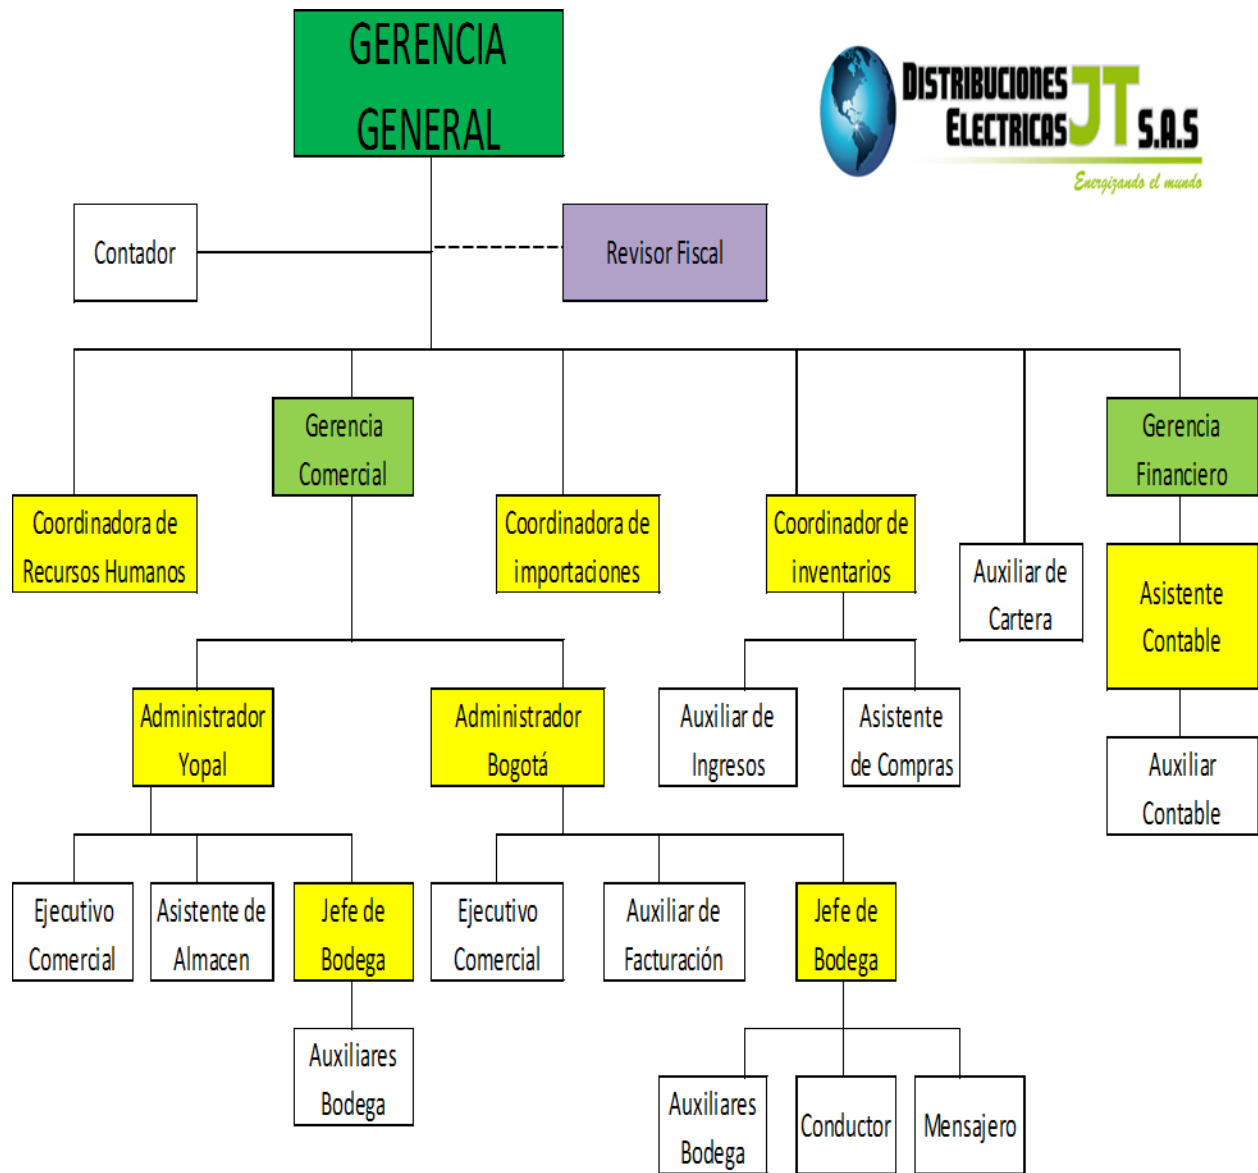 GERENCIA
GENERAL
DISTRIBUCIONES
ELECTRICAS
JT
S.A.S
Energizando el mundo
Contador
Revisor Fiscal
Gerencia
Comercial
Gerencia
Financiero
Coordinadora de
Recursos Humanos
Coordinadora de
importaciones
Coordinador de
inventarios
Auxiliar de
Cartera
Asistente
Contable
Administrador
Yopal
Administrador
Bogotá
Auxiliar de
Ingresos
Asistente
de Compras
Auxiliar
Contable
Ejecutivo
Comercial
Asistente de
Almacen
Jefe de
Bodega
Ejecutivo
Comercial
Auxiliar de
Facturación
Jefe de
Bodega
Auxiliares
Bodega
Auxiliares
Bodega
Conductor
Mensajero